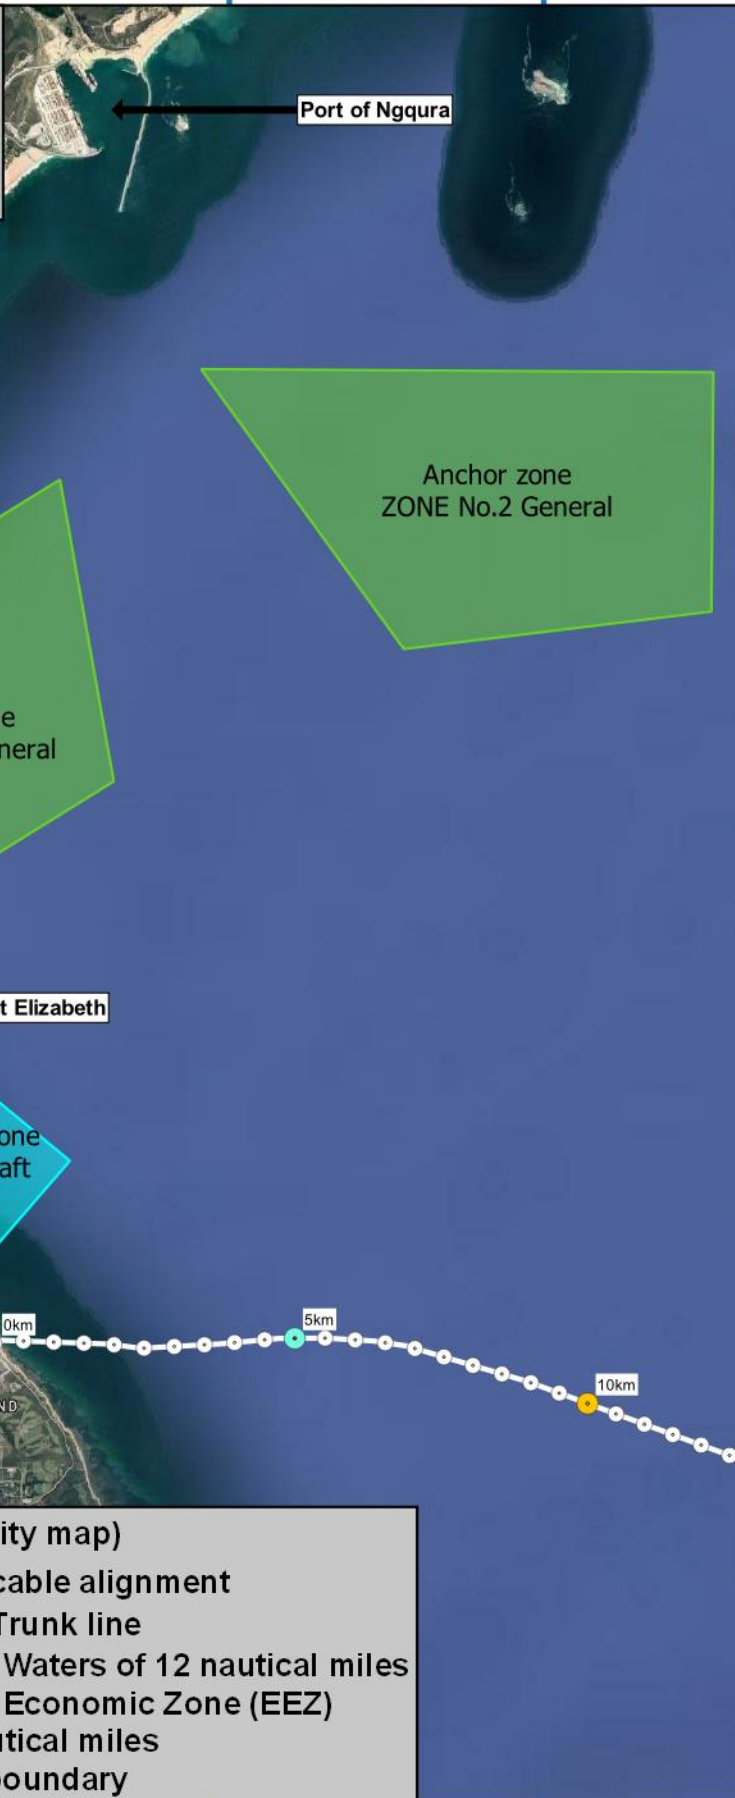 Port of Ngqura
Anchor zone
ZONE No.2 General
e
neral
t Elizabeth
one
aft
0km
5km
10km
ND
ity map)
cable alignment
Trunk line
Waters of 12 nautical miles
Economic Zone (EEZ)
utical miles
boundary